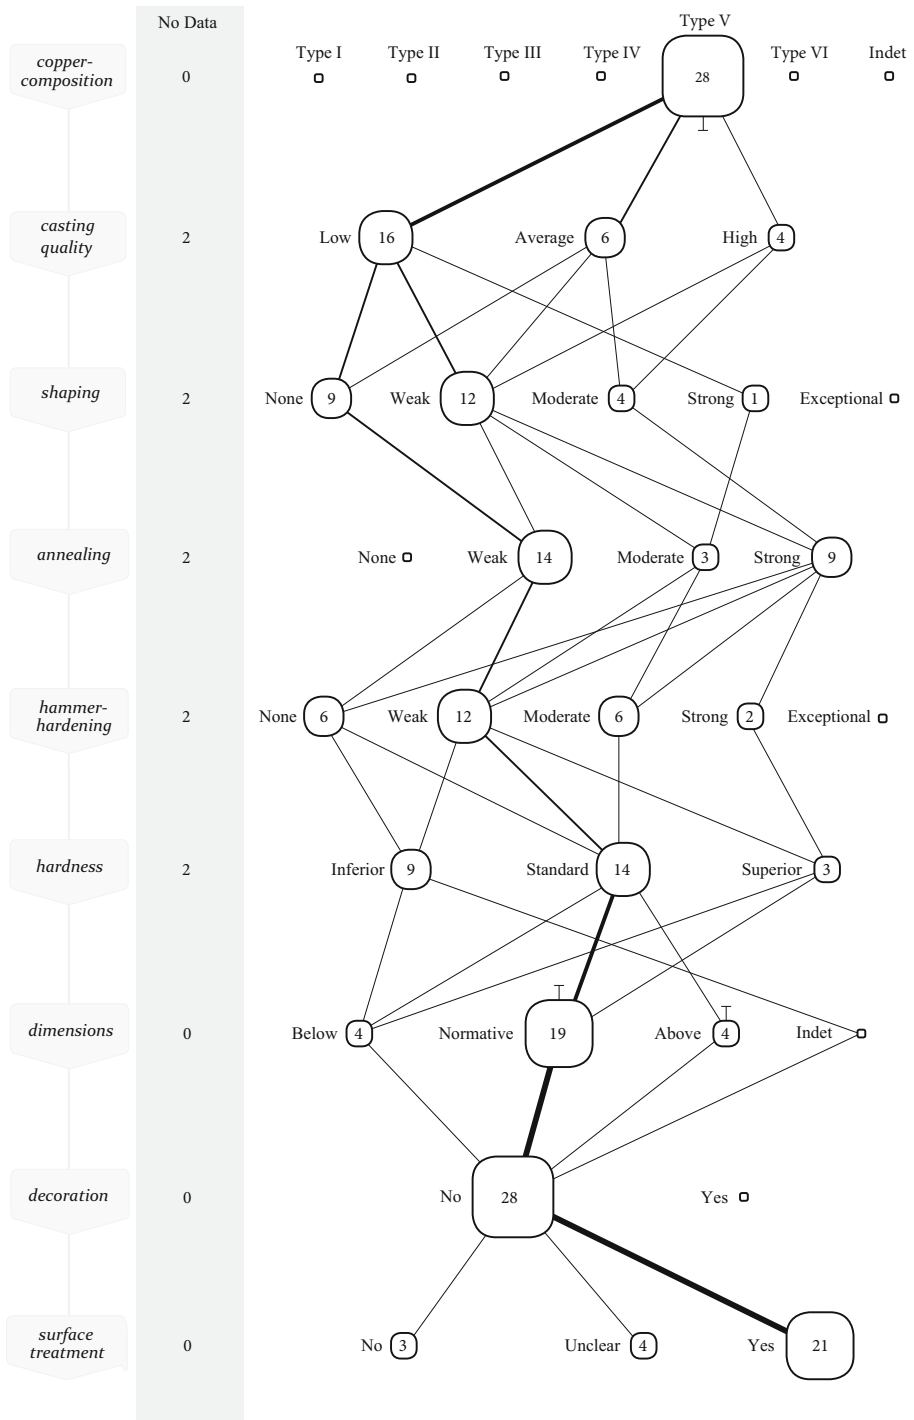 No Data
Type V
Type I Type II Type III Type IV Type VI Indet
copper-
composition
0 28
casting
quality
2 Low 16 Average 6 High 4
shaping 2 None 9 Weak 12 Moderate 4 Strong 1 Exceptional
annealing 2 None Weak 14 Moderate 3 Strong 9
hammer-
hardening
2 None 6 Weak 12 Moderate 6 Strong 2 Exceptional
hardness 2 Inferior 9 Standard 14 Superior 3
dimensions 0 Below 4 Normative 19 Above 4 Indet
decoration 0 No 28 Yes
surface
treatment
0 No 3 Unclear 4 Yes 21